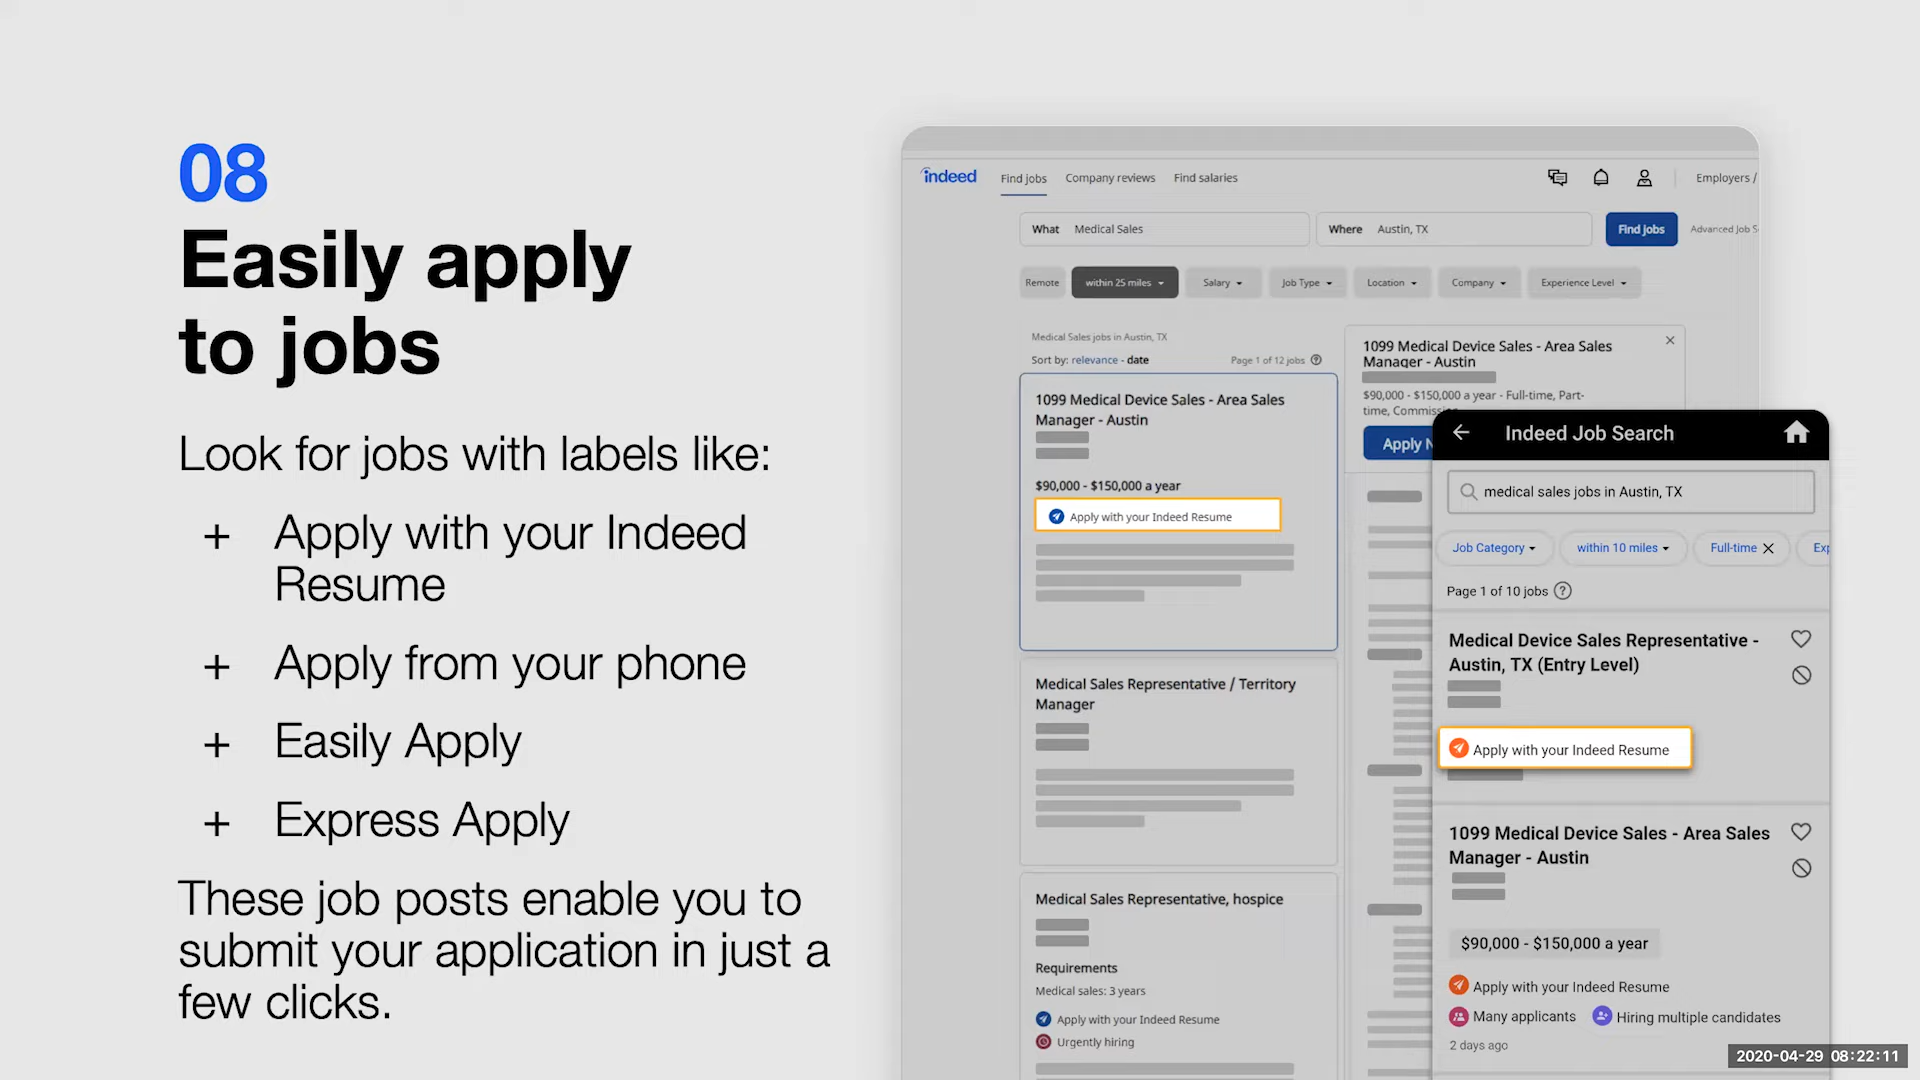 08
Easily apply
to jobs
Look for jobs with labels like:
+ Apply with your Indeed
Resume
+ Apply from your phone
+ Easily Apply
+ Express Apply
These job posts enable you to
submit your application in just a
few clicks.
indeed
Find jobs
Company reviews
Find salaries
Employers /
What Medical Sales
Where Austin, TX
Find jobs
Advanced Job S
Remote
within 25 miles
Salary
Job Type
Location
Company
Experience Level
Medical Sales jobs in Austin, TX
Sort by: relevance - date
Page 1 of 12 jobs ?
1099 Medical Device Sales - Area Sales
Manager - Austin
$90,000 - $150,000 a year
Apply with your Indeed Resume
Medical Sales Representative / Territory
Manager
Medical Sales Representative, hospice
Requirements
Medical sales: 3 years
Apply with your Indeed Resume
Urgently hiring
1099 Medical Device Sales - Area Sales
Manager - Austin
$90,000 - $150,000 a year - Full-time, Part-
time, Commiss
Apply N
Indeed Job Search
medical sales jobs in Austin, TX
Job Category
within 10 miles
Full-time
Exp
Page 1 of 10 jobs ?
Medical Device Sales Representative -
Austin, TX (Entry Level)
Apply with your Indeed Resume
1099 Medical Device Sales - Area Sales
Manager - Austin
$90,000 - $150,000 a year
Apply with your Indeed Resume
Many applicants
Hiring multiple candidates
2 days ago
2020-04-29 08:22:11